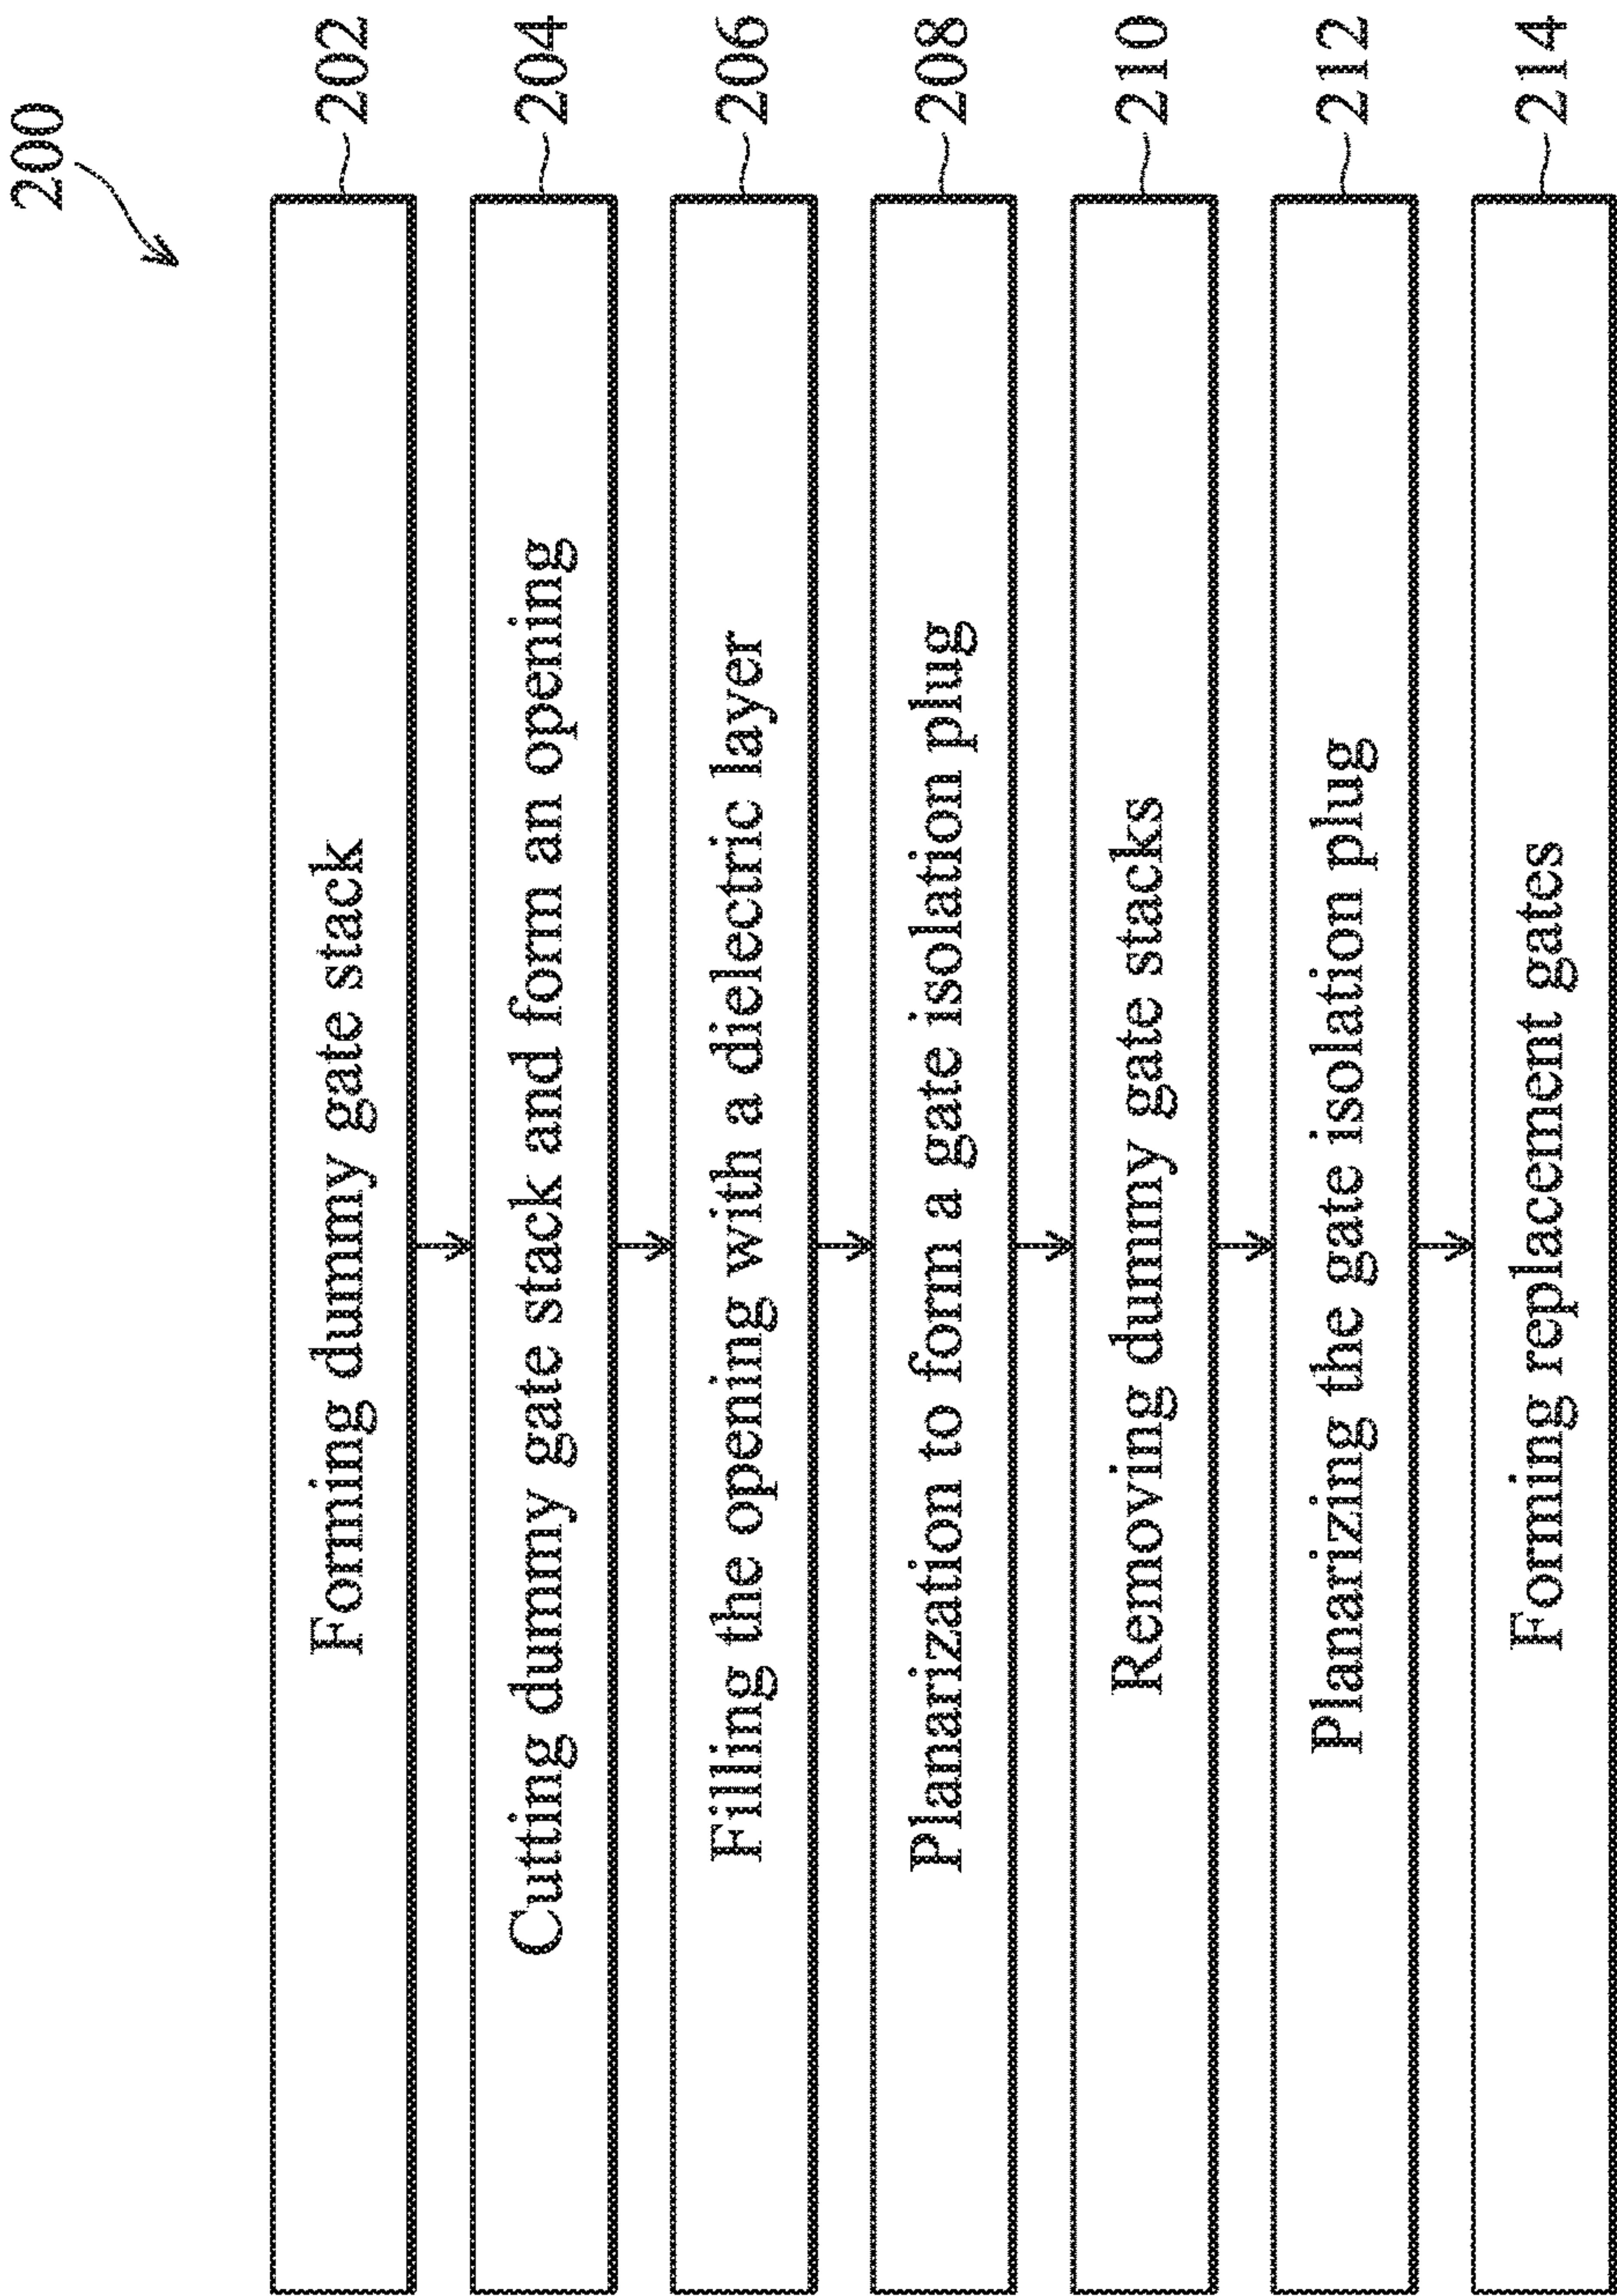 200
Forming dummy gate stack 202
Cutting dummy gate stack and form an opening 204
Filling the opening with a dielectric layer 206
Planarization to form a gate isolation plug 208
Removing dummy gate stacks 210
Planarizing the gate isolation plug 212
Forming replacement gates 214